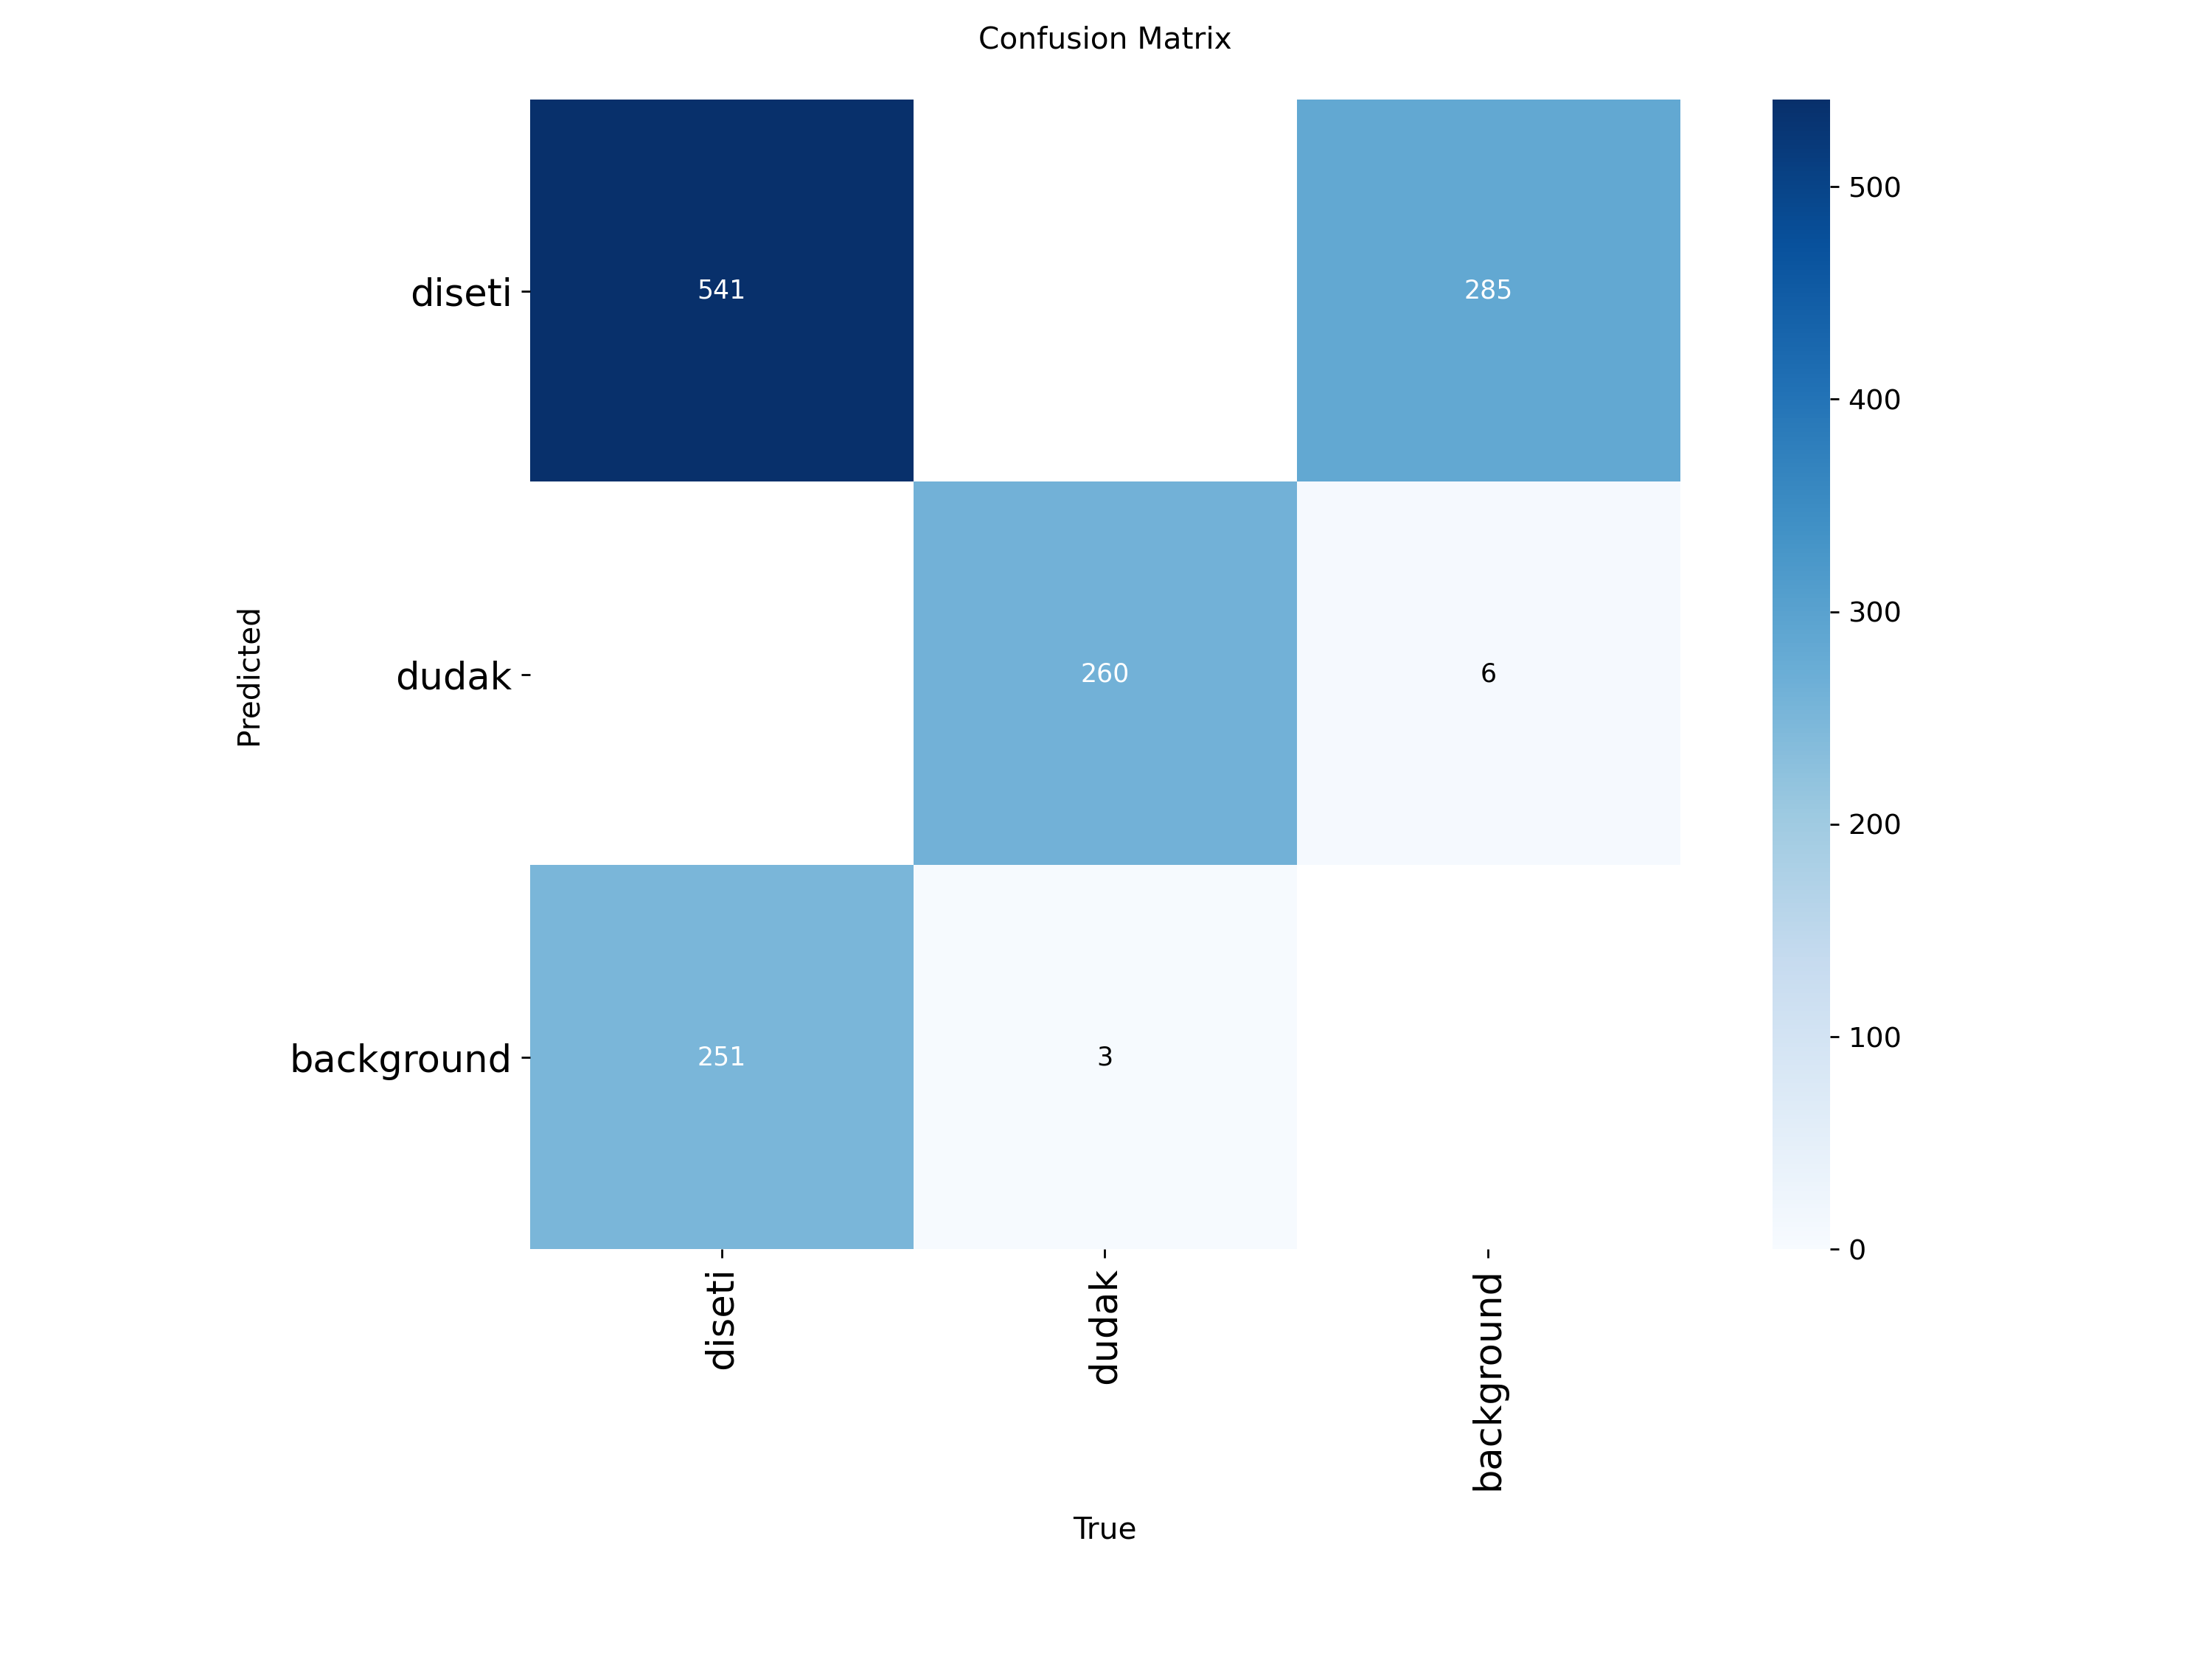 Confusion Matrix
diseti
541
285
dudak
260
6
background
251
3
diseti
dudak
background
Predicted
True
500
400
300
200
100
0